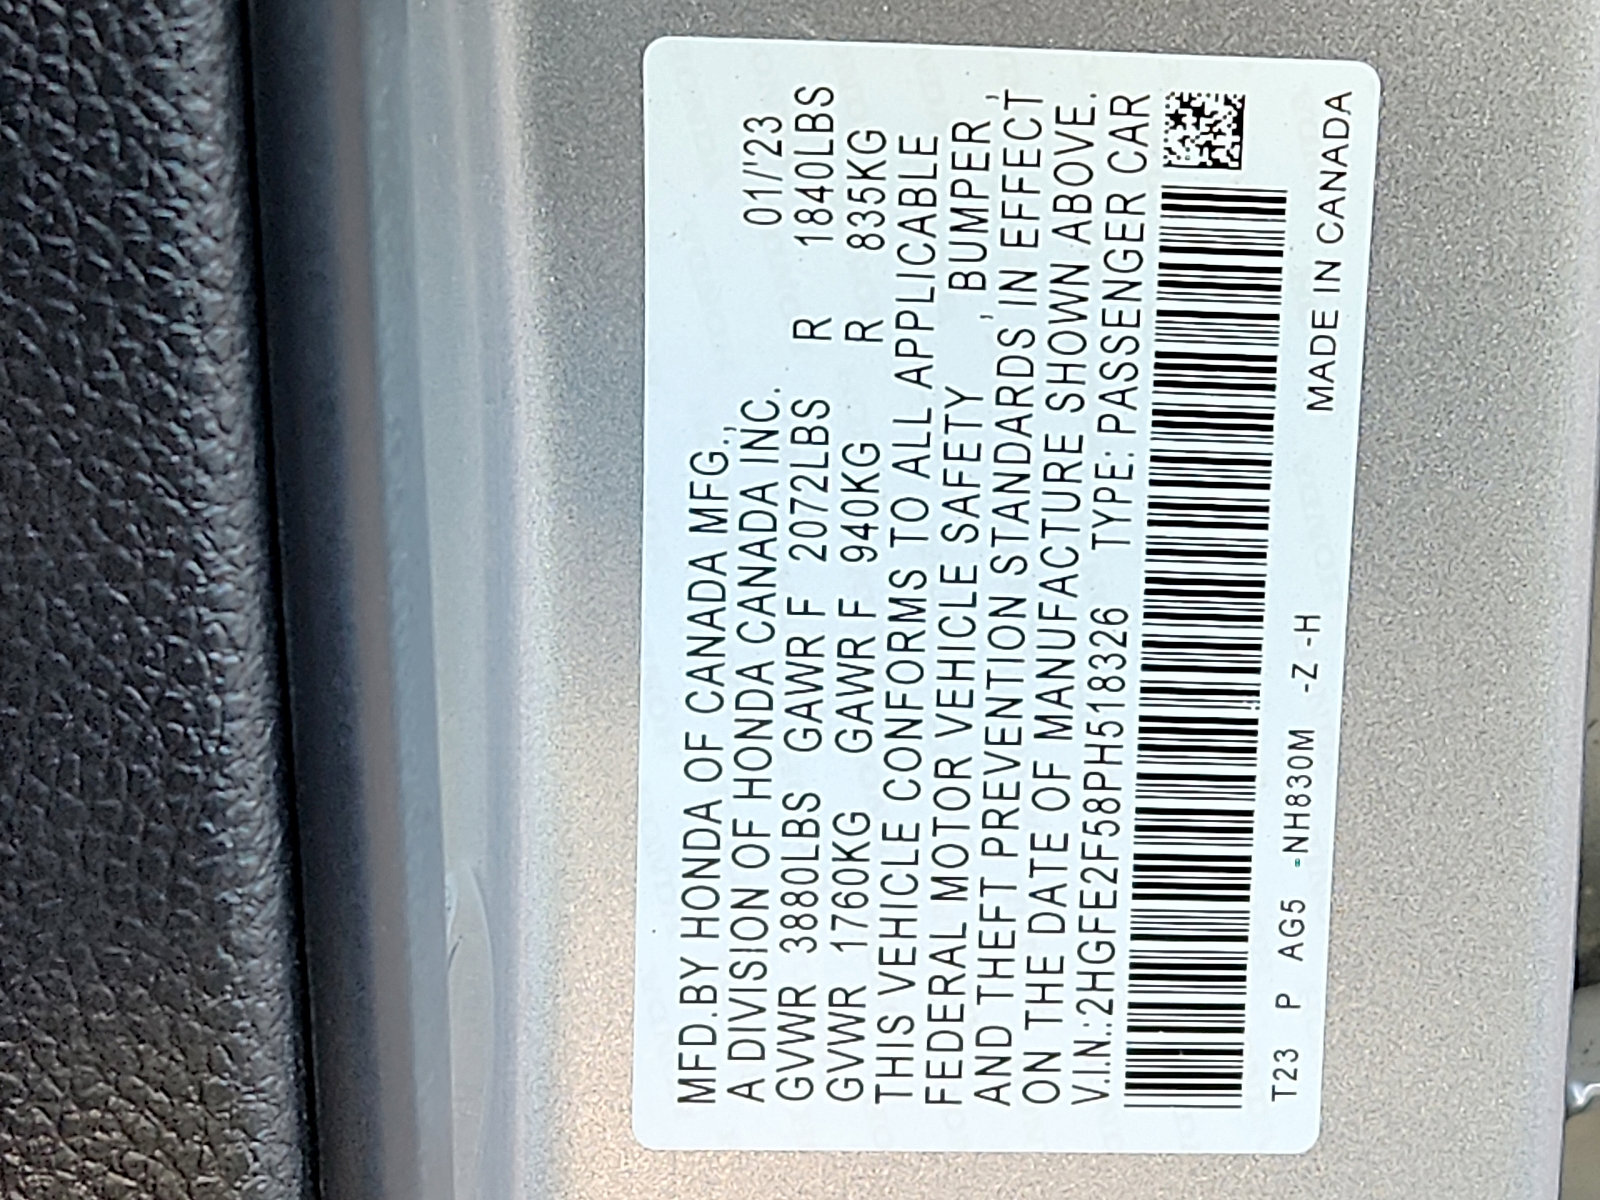 MFD.BY HONDA OF CANADA MFG.,
A DIVISION OF HONDA CANADA INC. 01/'23
GVWR 3880LBS GAWR F 2072LBS R 1840LBS
GVWR 1760KG GAWR F 940KG R 835KG
THIS VEHICLE CONFORMS TO ALL APPLICABLE
FEDERAL MOTOR VEHICLE SAFETY, BUMPER,
AND THEFT PREVENTION STANDARDS IN EFFECT
ON THE DATE OF MANUFACTURE SHOWN ABOVE.
V.I.N.:2HGFE2F58PH518326 TYPE: PASSENGER CAR
T23 P AG5 -NH830M -Z -H MADE IN CANADA